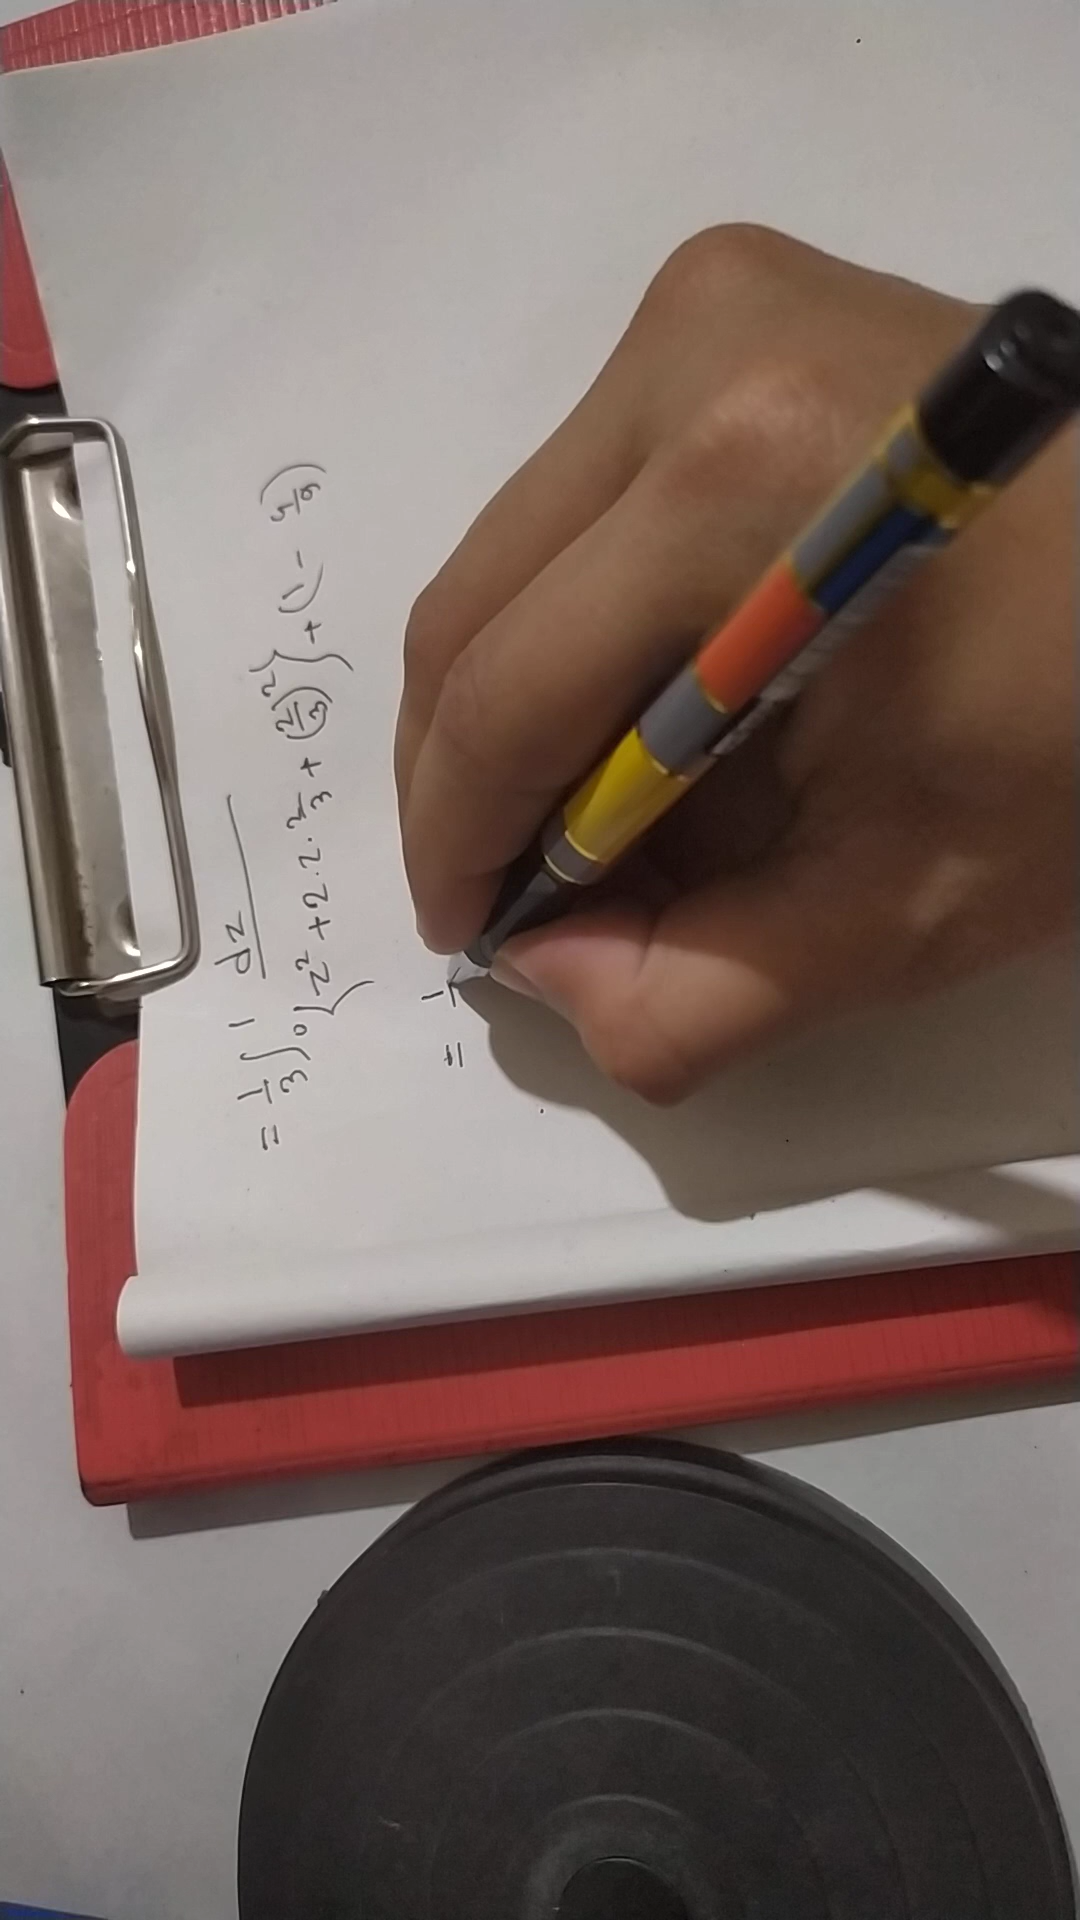 = 1/3 ∫₀¹ dz / {z² + 2.z.2/3 + (2/3)²} + (1 - 4/9)
= 1